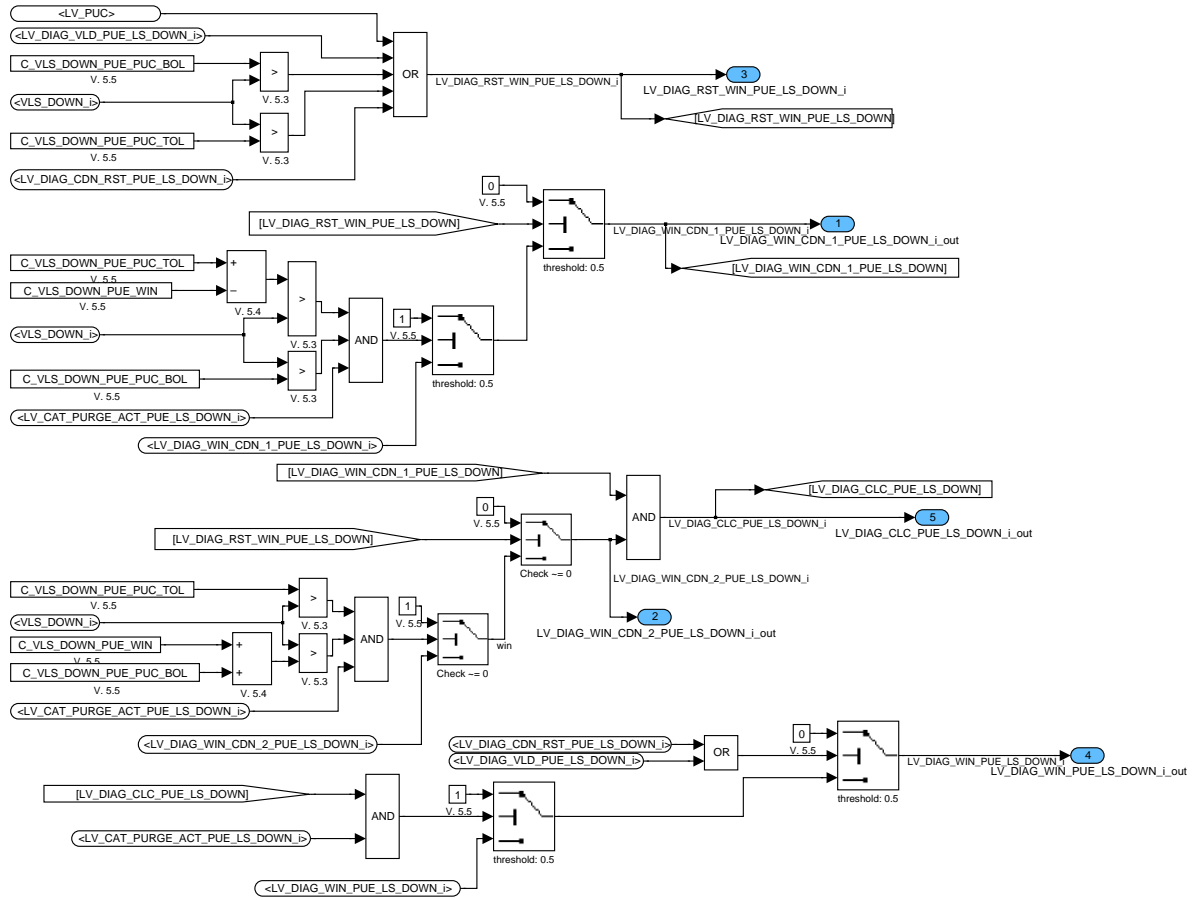 <LV_PUC>
<LV_DIAG_VLD_PUE_LS_DOWN_i>
C_VLS_DOWN_PUE_PUC_BOL
V. 5.5
>
V. 5.3
OR
<VLS_DOWN_i>
C_VLS_DOWN_PUE_PUC_TOL
V. 5.5
>
V. 5.3
<LV_DIAG_CDN_RST_PUE_LS_DOWN_i>
LV_DIAG_RST_WIN_PUE_LS_DOWN_i
3
LV_DIAG_RST_WIN_PUE_LS_DOWN_i
[LV_DIAG_RST_WIN_PUE_LS_DOWN]
0
V. 5.5
[LV_DIAG_RST_WIN_PUE_LS_DOWN]
threshold: 0.5
LV_DIAG_WIN_CDN_1_PUE_LS_DOWN_i
1
LV_DIAG_WIN_CDN_1_PUE_LS_DOWN_i_out
[LV_DIAG_WIN_CDN_1_PUE_LS_DOWN]
C_VLS_DOWN_PUE_PUC_TOL
V. 5.5
C_VLS_DOWN_PUE_WIN
V. 5.5
+
−
V. 5.4
>
V. 5.3
<VLS_DOWN_i>
C_VLS_DOWN_PUE_PUC_BOL
V. 5.5
>
V. 5.3
AND
1
V. 5.5
threshold: 0.5
<LV_CAT_PURGE_ACT_PUE_LS_DOWN_i>
<LV_DIAG_WIN_CDN_1_PUE_LS_DOWN_i>
[LV_DIAG_WIN_CDN_1_PUE_LS_DOWN]
AND
LV_DIAG_CLC_PUE_LS_DOWN_i
[LV_DIAG_CLC_PUE_LS_DOWN]
5
LV_DIAG_CLC_PUE_LS_DOWN_i_out
0
V. 5.5
[LV_DIAG_RST_WIN_PUE_LS_DOWN]
Check ~= 0
LV_DIAG_WIN_CDN_2_PUE_LS_DOWN_i
2
LV_DIAG_WIN_CDN_2_PUE_LS_DOWN_i_out
C_VLS_DOWN_PUE_PUC_TOL
V. 5.5
>
V. 5.3
<VLS_DOWN_i>
C_VLS_DOWN_PUE_WIN
V. 5.5
C_VLS_DOWN_PUE_PUC_BOL
V. 5.5
+
+
V. 5.4
>
V. 5.3
AND
1
V. 5.5
win
Check ~= 0
<LV_CAT_PURGE_ACT_PUE_LS_DOWN_i>
<LV_DIAG_WIN_CDN_2_PUE_LS_DOWN_i>
<LV_DIAG_CDN_RST_PUE_LS_DOWN_i>
<LV_DIAG_VLD_PUE_LS_DOWN_i>
OR
0
V. 5.5
threshold: 0.5
LV_DIAG_WIN_PUE_LS_DOWN_i
4
LV_DIAG_WIN_PUE_LS_DOWN_i_out
[LV_DIAG_CLC_PUE_LS_DOWN]
<LV_CAT_PURGE_ACT_PUE_LS_DOWN_i>
AND
1
V. 5.5
threshold: 0.5
<LV_DIAG_WIN_PUE_LS_DOWN_i>